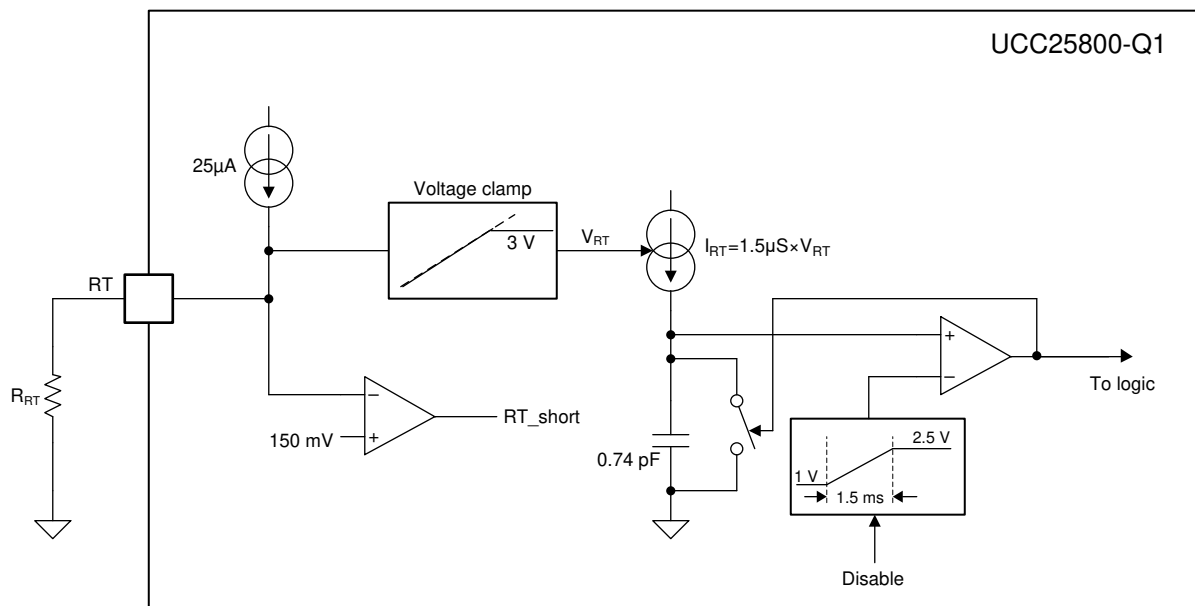 UCC25800-Q1
25µA
Voltage clamp
3 V
V_RT
I_RT=1.5µS×V_RT
RT
R_RT
+
−
To logic
−
+
150 mV
RT_short
0.74 pF
2.5 V
1 V
1.5 ms
Disable